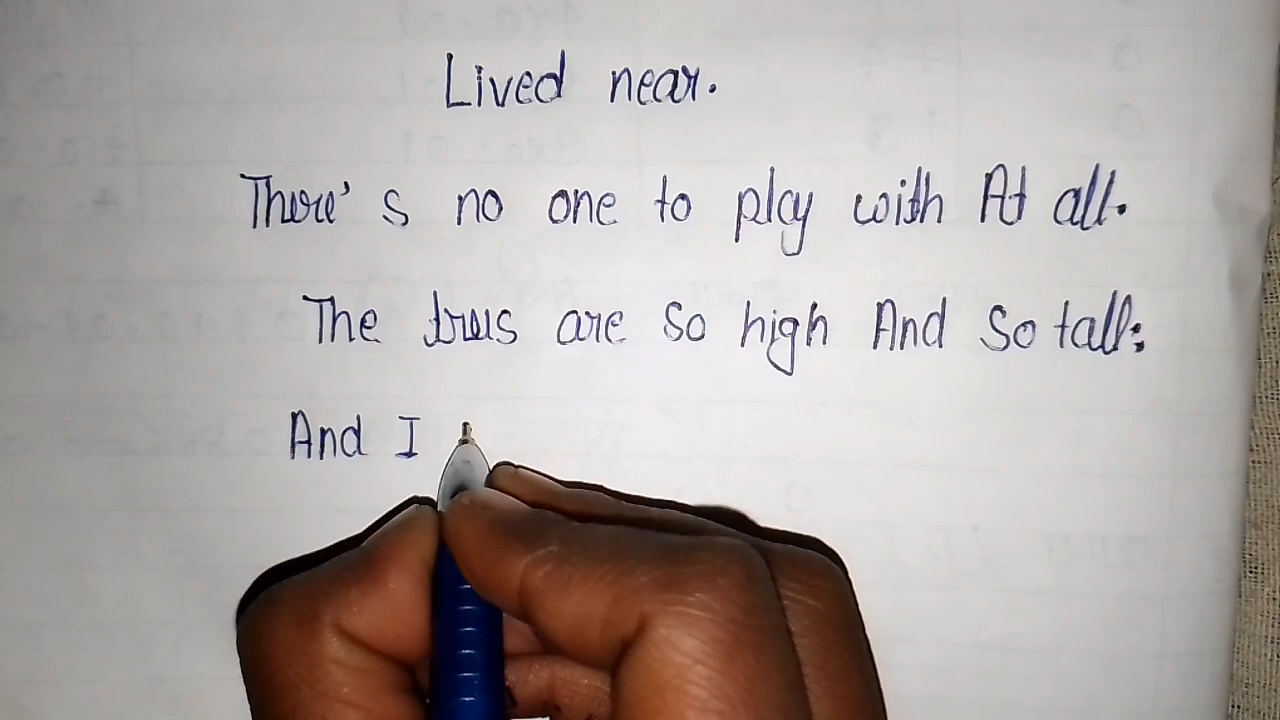 Lived near.
There's no one to play with At all.
The trees are so high And So tall;
And I